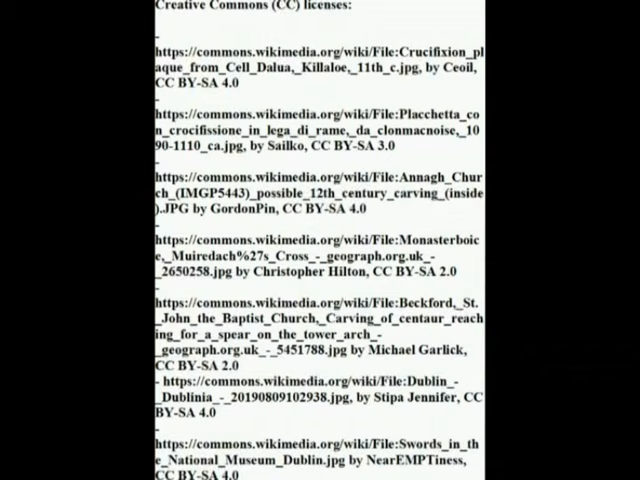 Creative Commons (CC) licenses:
-
https://commons.wikimedia.org/wiki/File:Crucifixion_pl
aque_from_Cell_Dalua,_Killaloe,_11th_c.jpg, by Ceoil,
CC BY-SA 4.0
-
https://commons.wikimedia.org/wiki/File:Placchetta_co
n_crocifissione_in_lega_di_rame,_da_clonmacnoise,_10
90-1110_ca.jpg, by Sailko, CC BY-SA 3.0
-
https://commons.wikimedia.org/wiki/File:Annagh_Chur
ch_(IMGP5443)_possible_12th_century_carving_(inside
).JPG by GordonPin, CC BY-SA 4.0
-
https://commons.wikimedia.org/wiki/File:Monasterboic
e,_Muiredach%27s_Cross_-_geograph.org.uk_-
_2650258.jpg by Christopher Hilton, CC BY-SA 2.0
-
https://commons.wikimedia.org/wiki/File:Beckford,_St.
_John_the_Baptist_Church,_Carving_of_centaur_reach
ing_for_a_spear_on_the_tower_arch_-
_geograph.org.uk_-_5451788.jpg by Michael Garlick,
CC BY-SA 2.0
- https://commons.wikimedia.org/wiki/File:Dublin_-
_Dublinia_-_20190809102938.jpg, by Stipa Jennifer, CC
BY-SA 4.0
-
https://commons.wikimedia.org/wiki/File:Swords_in_th
e_National_Museum_Dublin.jpg by NearEMPTiness,
CC BY-SA 4.0